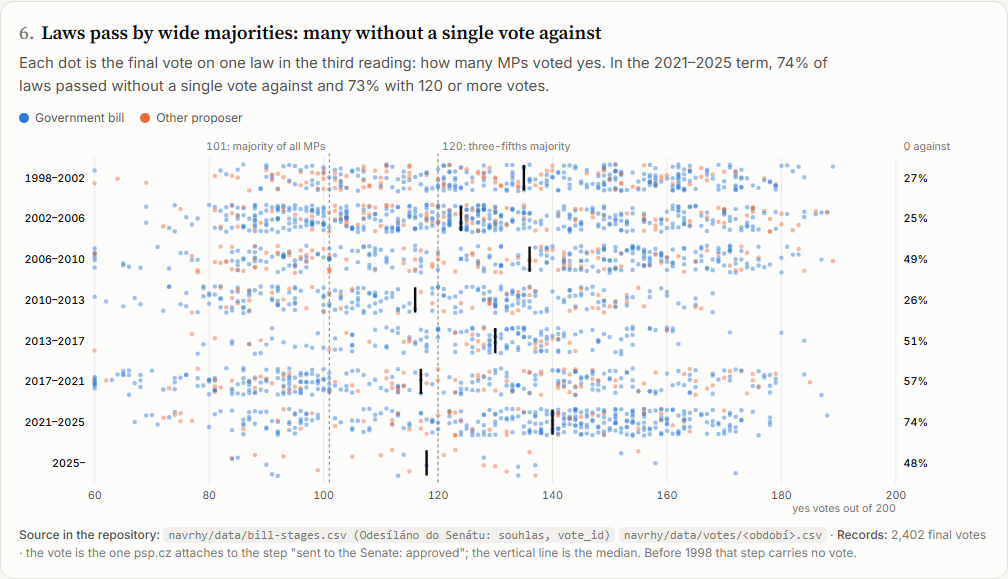 6. Laws pass by wide majorities: many without a single vote against
Each dot is the final vote on one law in the third reading: how many MPs voted yes. In the 2021–2025 term, 74% of
laws passed without a single vote against and 73% with 120 or more votes.
Government bill Other proposer
101: majority of all MPs 120: three-fifths majority 0 against
1998–2002 27%
2002–2006 25%
2006–2010 49%
2010–2013 26%
2013–2017 51%
2017–2021 57%
2021–2025 74%
2025– 48%
60 80 100 120 140 160 180 200
yes votes out of 200
Source in the repository: navrhy/data/bill-stages.csv (Odesíláno do Senátu: souhlas, vote_id) navrhy/data/votes/<období>.csv · Records: 2,402 final votes
· the vote is the one psp.cz attaches to the step "sent to the Senate: approved"; the vertical line is the median. Before 1998 that step carries no vote.